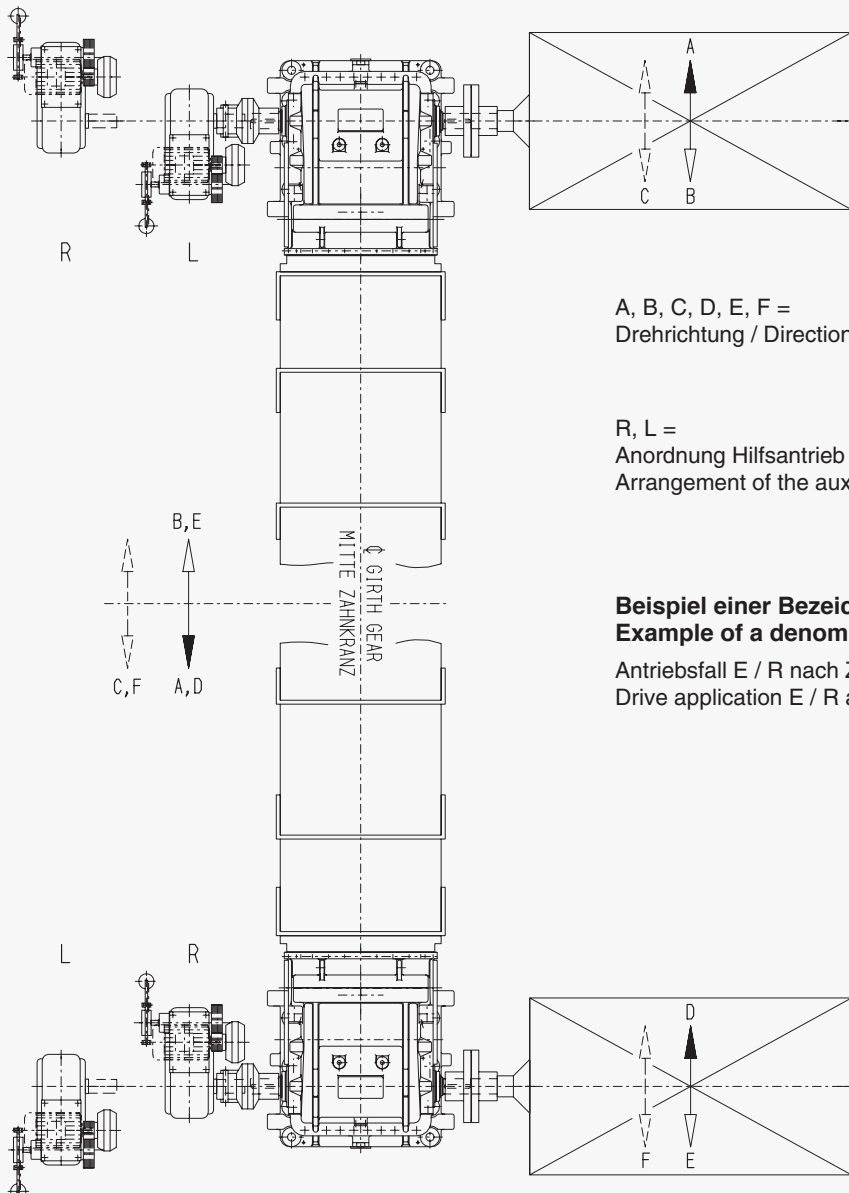 A
C
B
R
L
A, B, C, D, E, F =
Drehrichtung / Direction
R, L =
Anordnung Hilfsantrieb
Arrangement of the aux
B,E
C,F
A,D
₵ GIRTH GEAR
MITTE ZAHNKRANZ
Beispiel einer Bezeic
Example of a denom
Antriebsfall E / R nach Z
Drive application E / R a
L
R
D
F
E